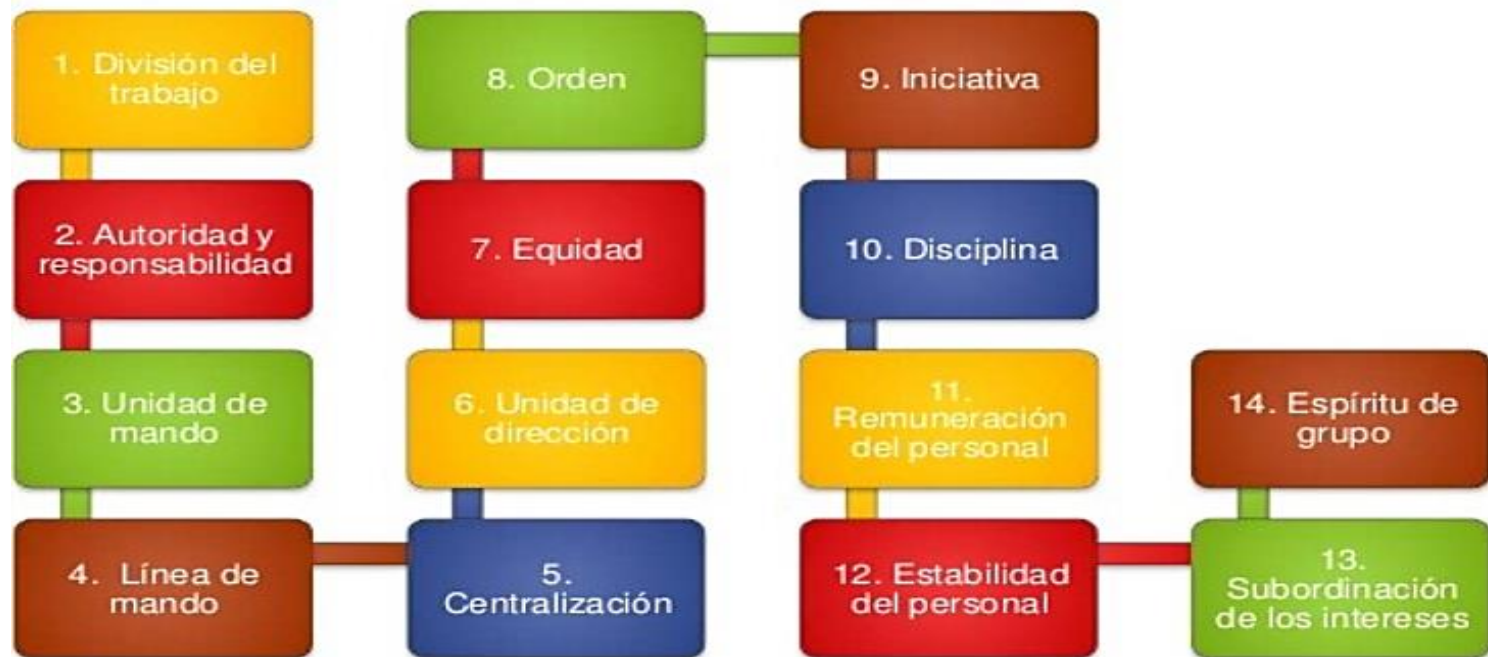 1. División del
trabajo
2. Autoridad y
responsabilidad
3. Unidad de
mando
4. Línea de
mando
5.
Centralización
6. Unidad de
dirección
7. Equidad
8. Orden
9. Iniciativa
10. Disciplina
11.
Remuneración
del personal
12. Estabilidad
del personal
13.
Subordinación
de los intereses
14. Espíritu de
grupo